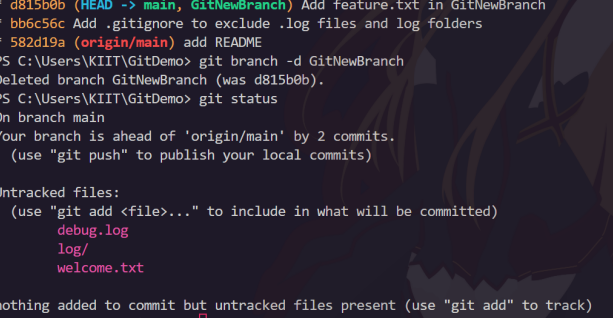 * d815b0b (HEAD -> main, GitNewBranch) Add feature.txt in GitNewBranch
* bb6c56c Add .gitignore to exclude .log files and log folders
* 582d19a (origin/main) add README
PS C:\Users\KIIT\GitDemo> git branch -d GitNewBranch
Deleted branch GitNewBranch (was d815b0b).
PS C:\Users\KIIT\GitDemo> git status
On branch main
Your branch is ahead of 'origin/main' by 2 commits.
(use "git push" to publish your local commits)
Untracked files:
(use "git add <file>..." to include in what will be committed)
debug.log
log/
welcome.txt
nothing added to commit but untracked files present (use "git add" to track)